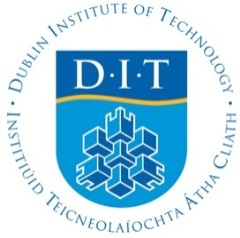 DUBLIN INSTITUTE OF TECHNOLOGY
D·I·T
INSTITIÚID TEICNEOLAÍOCHTA ÁTHA CLIATH